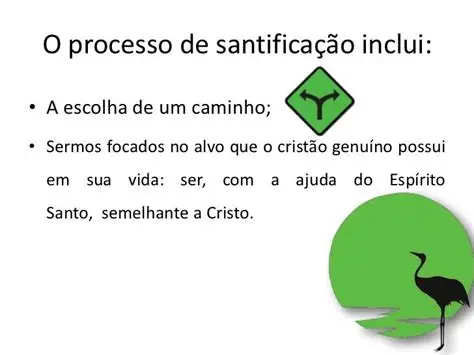 O processo de santificação inclui:
• A escolha de um caminho;
• Sermos focados no alvo que o cristão genuíno possui
em sua vida: ser, com a ajuda do Espírito
Santo, semelhante a Cristo.